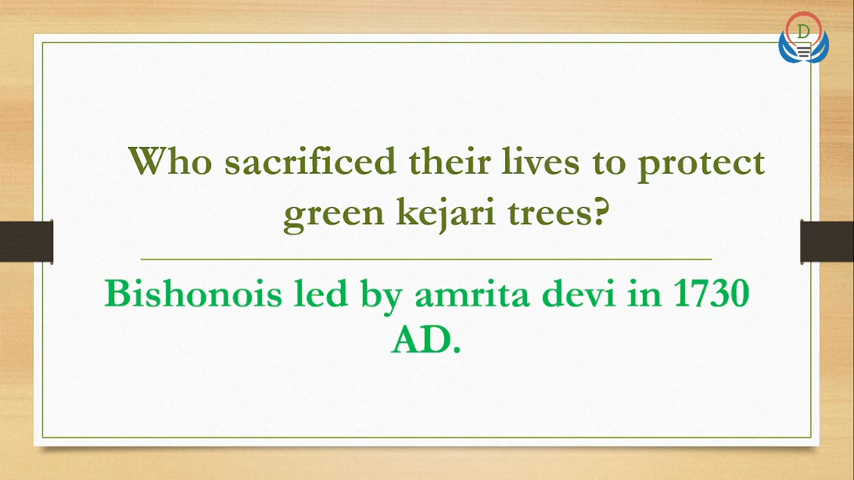 D
Who sacrificed their lives to protect
green kejari trees?
Bishonois led by amrita devi in 1730
AD.